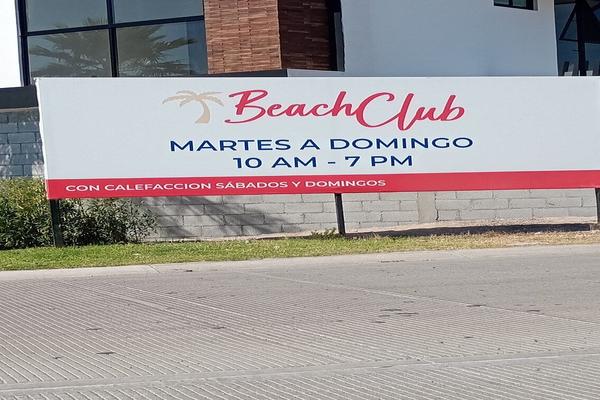 BeachClub
MARTES A DOMINGO
10 AM - 7 PM
CON CALEFACCION SÁBADOS Y DOMINGOS